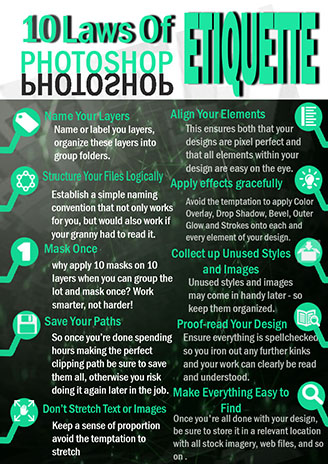 10 Laws Of
PHOTOSHOP
PHOTOSHOP
ETIQUETTE
Name Your Layers
Name or label you layers,
organize these layers into
group folders.
Structure Your Files Logically
Establish a simple naming
convention that not only works
for you, but would also work if
your granny had to read it.
1
Mask Once
why apply 10 masks on 10
layers when you can group the
lot and mask once? Work
smarter, not harder!
Save Your Paths
So once you're done spending
hours making the perfect
clipping path be sure to save
them all, otherwise you risk
doing it again later in the job.
Don't Stretch Text or Images
Keep a sense of proportion
avoid the temptation to
stretch
Align Your Elements
This ensures both that your
designs are pixel perfect and
that all elements within your
design are easy on the eye.
Apply effects gracefully
Avoid the temptation to apply Color
Overlay, Drop Shadow, Bevel, Outer
Glow and Strokes onto each and
every element of your design.
Collect up Unused Styles
and Images
Unused styles and images
may come in handy later - so
keep them organized.
Proof-read Your Design
Ensure everything is spellchecked
so you iron out any further kinks
and your work can clearly be read
and understood.
Make Everything Easy to
Find
Once you're all done with your design,
be sure to store it in a relevant location
with all stock imagery, web files, and so
on .